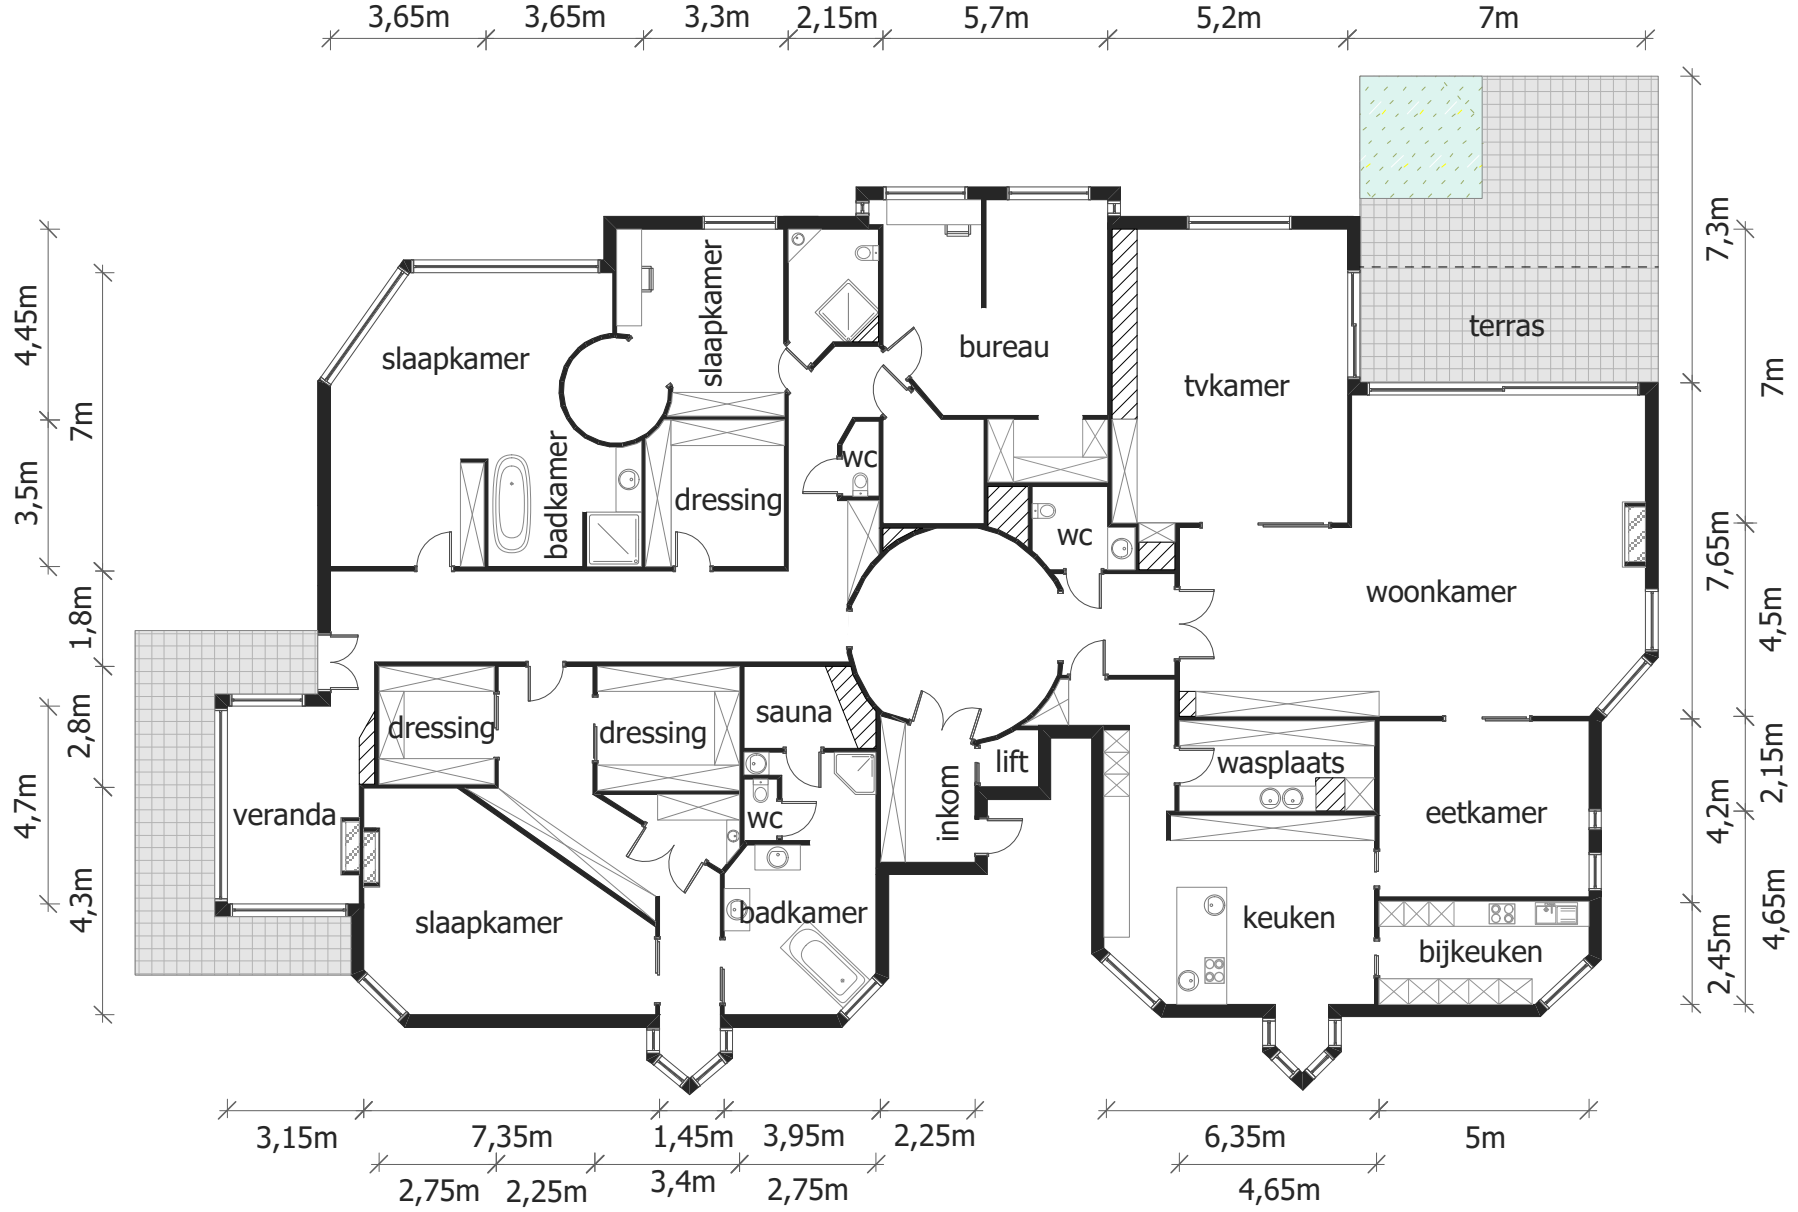 3,65m 3,65m 3,3m 2,15m 5,7m 5,2m 7m
7,3m
4,45m
slaapkamer
slaapkamer
bureau
terras
tvkamer
7m
7m
3,5m
badkamer
dressing
wc
wc
7,65m
woonkamer
1,8m
4,5m
2,8m
dressing
dressing
sauna
lift
wasplaats
2,15m
4,7m
veranda
wc
inkom
eetkamer
4,2m
4,3m
slaapkamer
badkamer
keuken
bijkeuken
4,65m
2,45m
3,15m 7,35m 1,45m 3,95m 2,25m 6,35m 5m
2,75m 2,25m 3,4m 2,75m 4,65m